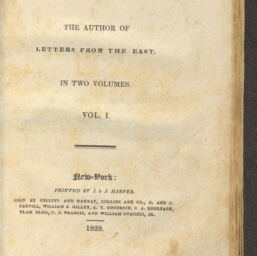 THE AUTHOR OF
LETTERS FROM THE EAST.
IN TWO VOLUMES.
VOL. I.
New-York:
PRINTED BY J. & J. HARPER.
SOLD BY COLLINS AND HANNAY, COLLINS AND CO., G. AND C.
CARVILL, WILLIAM B. GILLEY, A. T. GOODRICH, O. A. ROORBACH,
ELAM BLISS, C. S. FRANCIS, AND WILLIAM BURGESS, JR.
1828.